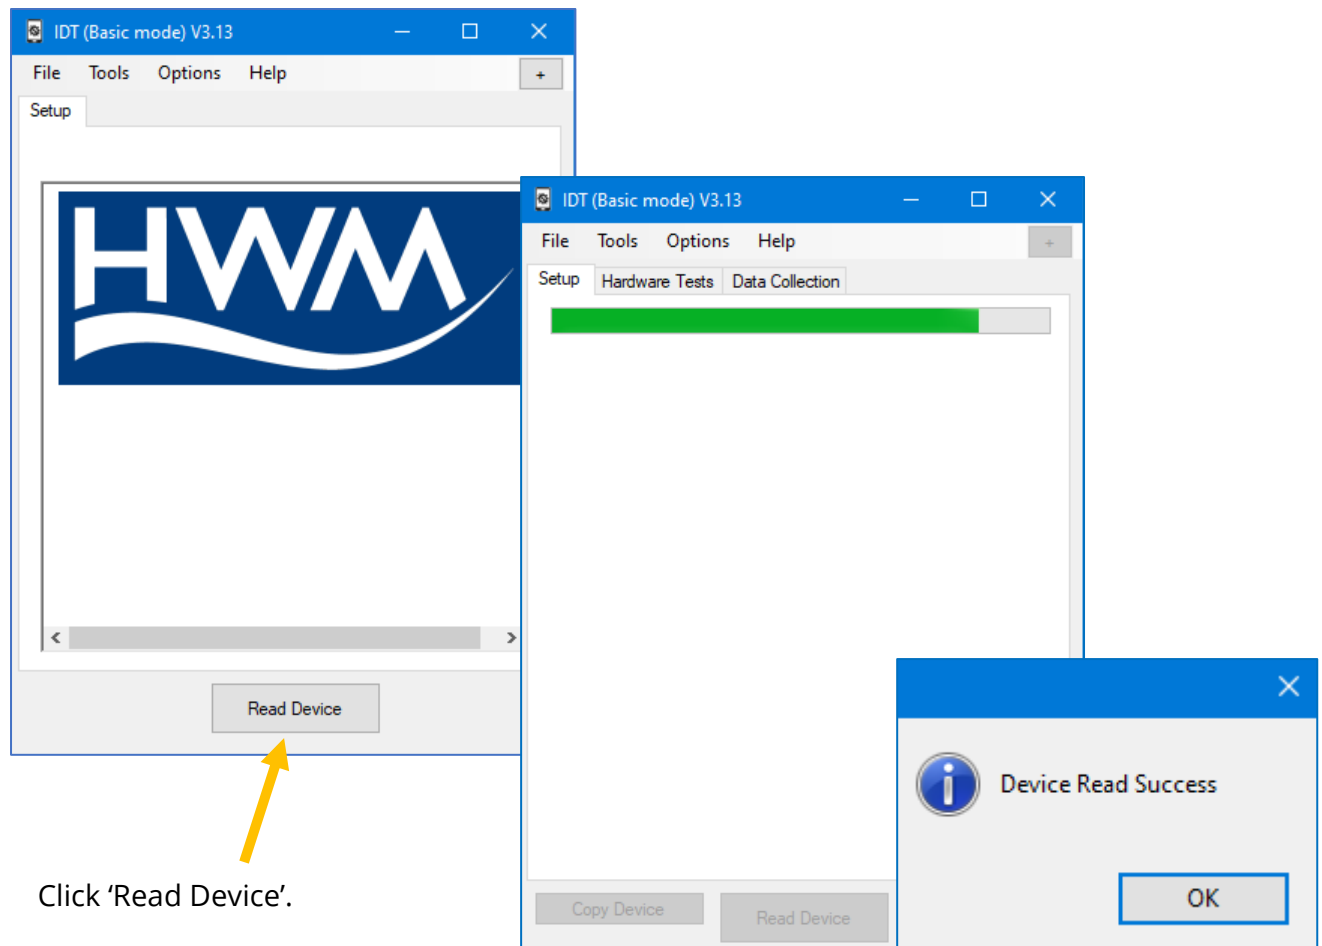 IDT (Basic mode) V3.13
File Tools Options Help +
Setup
HWM
Read Device
Click ‘Read Device’.
IDT (Basic mode) V3.13
File Tools Options Help +
Setup Hardware Tests Data Collection
Copy Device Read Device
Device Read Success
OK